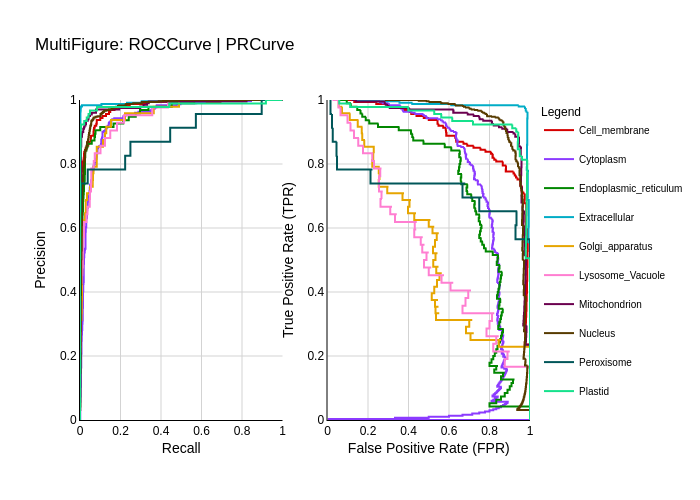 MultiFigure: ROCCurve | PRCurve
Precision
1
0.8
0.6
0.4
0.2
0
0 0.2 0.4 0.6 0.8 1
Recall
True Positive Rate (TPR)
1
0.8
0.6
0.4
0.2
0
0 0.2 0.4 0.6 0.8 1
False Positive Rate (FPR)
Legend
Cell_membrane
Cytoplasm
Endoplasmic_reticulum
Extracellular
Golgi_apparatus
Lysosome_Vacuole
Mitochondrion
Nucleus
Peroxisome
Plastid